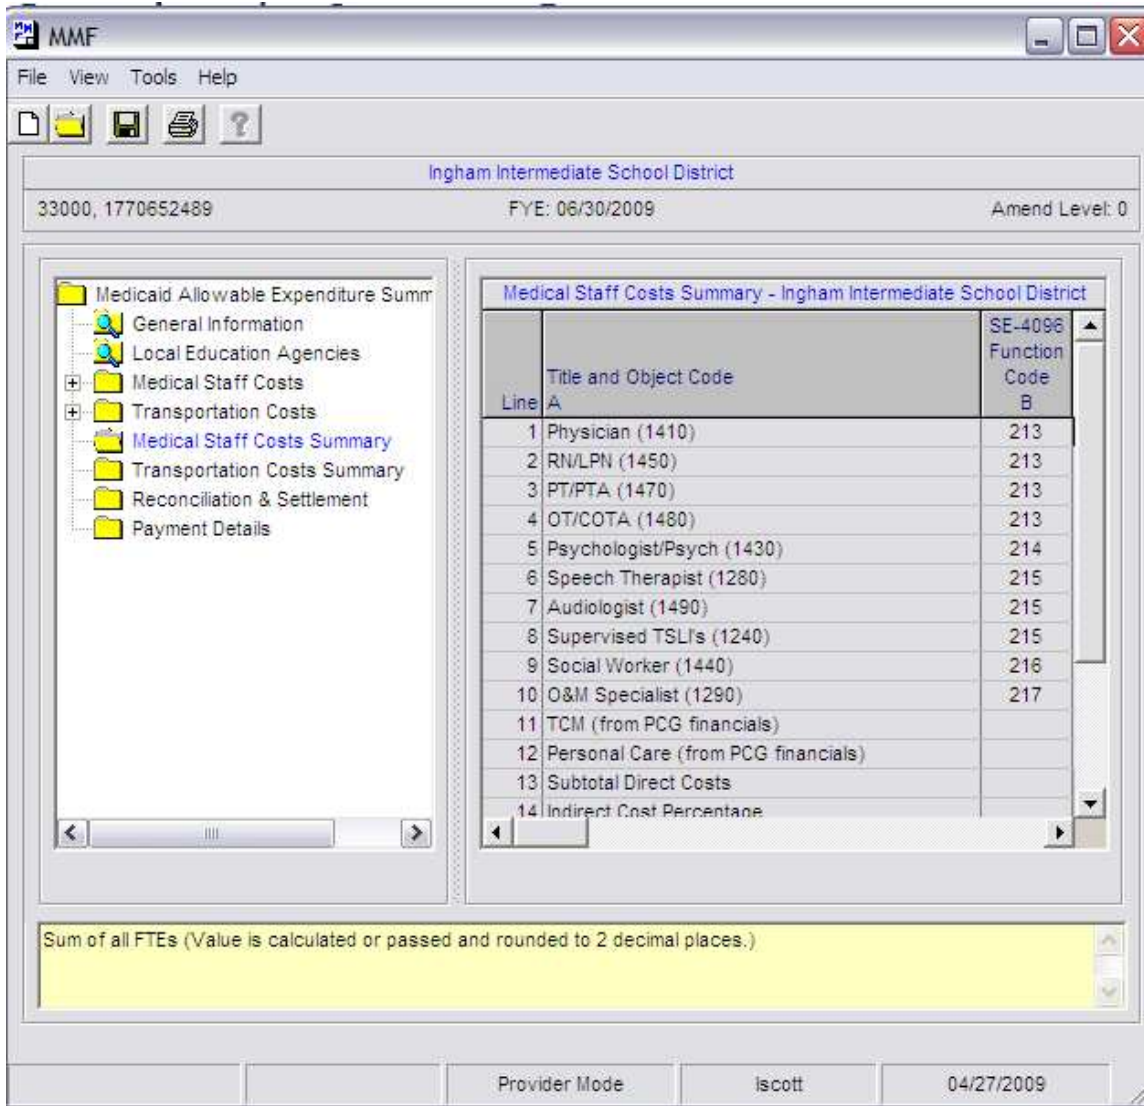 MMF
File View Tools Help
Ingham Intermediate School District
33000, 1770652489 FYE: 06/30/2009 Amend Level: 0
Medicaid Allowable Expenditure Summ
General Information
Local Education Agencies
Medical Staff Costs
Transportation Costs
Medical Staff Costs Summary
Transportation Costs Summary
Reconciliation & Settlement
Payment Details
Medical Staff Costs Summary - Ingham Intermediate School District
Line Title and Object Code A SE-4096 Function Code B
1 Physician (1410) 213
2 RN/LPN (1450) 213
3 PT/PTA (1470) 213
4 OT/COTA (1480) 213
5 Psychologist/Psych (1430) 214
6 Speech Therapist (1280) 215
7 Audiologist (1490) 215
8 Supervised TSLI's (1240) 215
9 Social Worker (1440) 216
10 O&M Specialist (1290) 217
11 TCM (from PCG financials)
12 Personal Care (from PCG financials)
13 Subtotal Direct Costs
14 Indirect Cost Percentage
Sum of all FTEs (Value is calculated or passed and rounded to 2 decimal places.)
Provider Mode lscott 04/27/2009